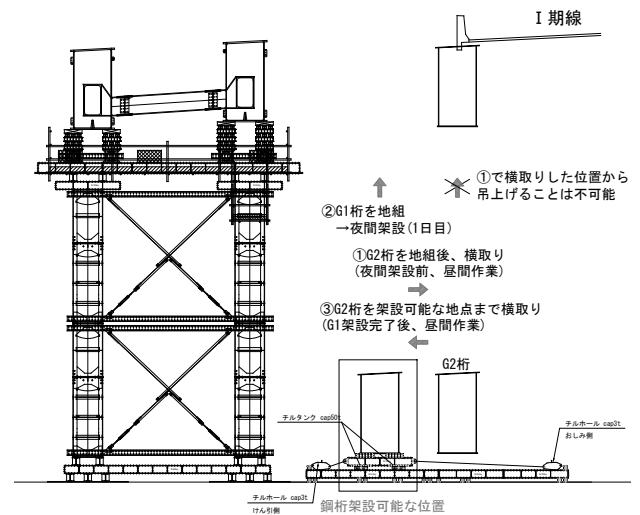 Ⅰ期線
①で横取りした位置から
吊上げることは不可能
②G1桁を地組
→夜間架設(1日目)
①G2桁を地組後、横取り
(夜間架設前、昼間作業)
③G2桁を架設可能な地点まで横取り
(G1架設完了後、昼間作業)
G2桁
チルタンク cap50t
チルホール cap3t
おしみ側
チルホール cap3t
けん引側
鋼桁架設可能な位置